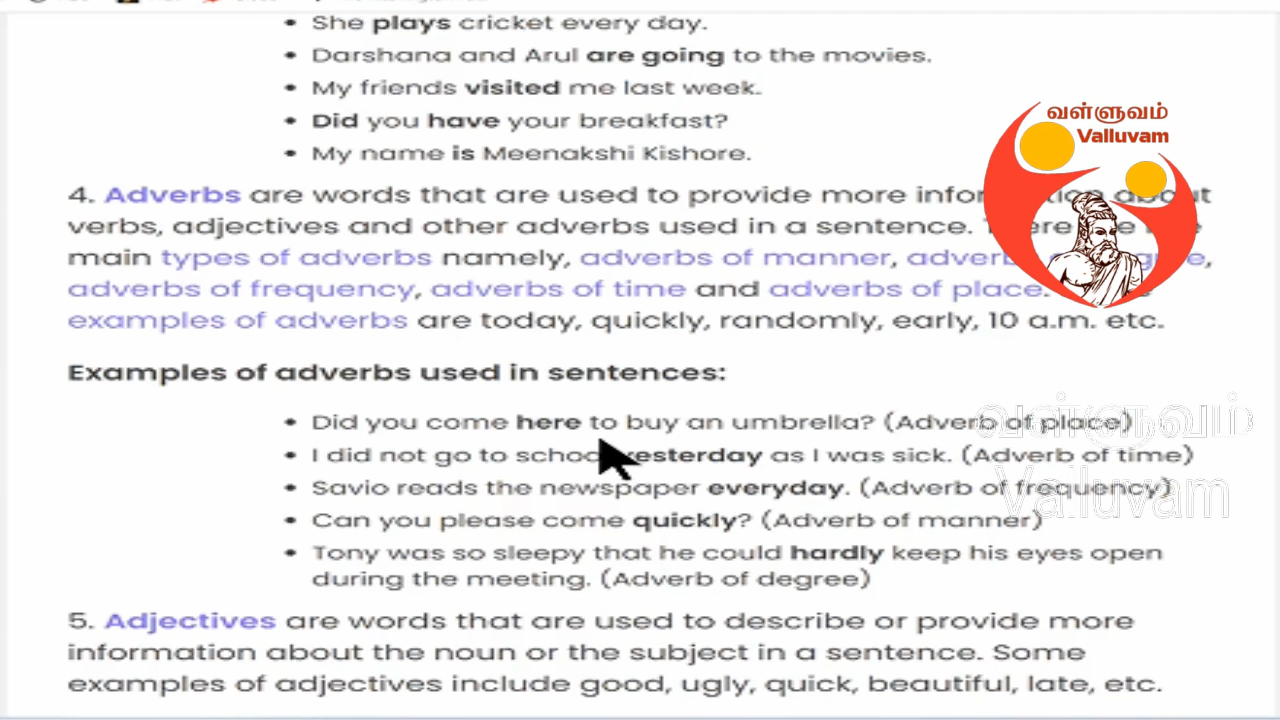 She plays cricket every day.
Darshana and Arul are going to the movies.
My friends visited me last week.
Did you have your breakfast?
My name is Meenakshi Kishore.
வள்ளுவம்
Valluvam
4. Adverbs are words that are used to provide more about
verbs, adjectives and other adverbs used in a sentence.
main types of adverbs namely, adverbs of manner,
adverbs of frequency, adverbs of time and adverbs of place.
examples of adverbs are today, quickly, randomly, early, 10 a.m. etc.
Examples of adverbs used in sentences:
Did you come here to buy an umbrella? (Adverb of place)
I did not go to school yesterday as I was sick. (Adverb of time)
Savio reads the newspaper everyday. (Adverb of frequency)
Can you please come quickly? (Adverb of manner)
Tony was so sleepy that he could hardly keep his eyes open
during the meeting. (Adverb of degree)
வள்ளுவம்
Valluvam
5. Adjectives are words that are used to describe or provide more
information about the noun or the subject in a sentence. Some
examples of adjectives include good, ugly, quick, beautiful, late, etc.